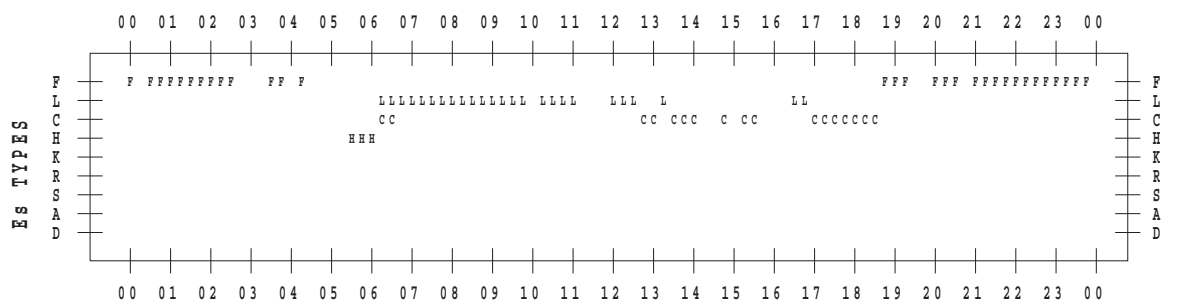 00 01 02 03 04 05 06 07 08 09 10 11 12 13 14 15 16 17 18 19 20 21 22 23 00
F F FFFFFFFFF FF F FFF FFF FFFFFFFFFFFF F
L LLLLLLLLLLLLLLL LLLL LLL L LL L
C CC CC CCC C CC CCCCCCC C
H HHH H
K K
R R
S S
A A
D D
Es TYPES
00 01 02 03 04 05 06 07 08 09 10 11 12 13 14 15 16 17 18 19 20 21 22 23 00